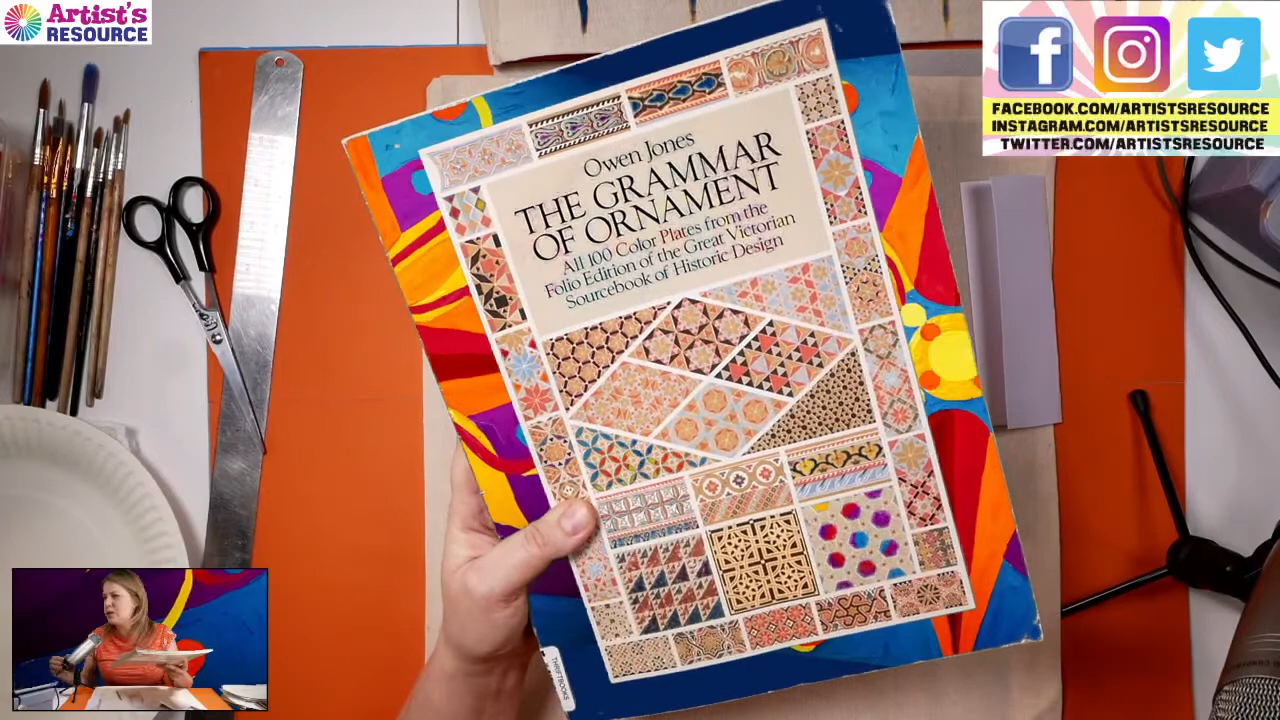 Artist's
RESOURCE
FACEBOOK.COM/ARTISTSRESOURCE
INSTAGRAM.COM/ARTISTSRESOURCE
TWITTER.COM/ARTISTSRESOURCE
Owen Jones
THE GRAMMAR
OF ORNAMENT
All 100 Color Plates from the
Folio Edition of the Great Victorian
Sourcebook of Historic Design
THRIFTBOOKS